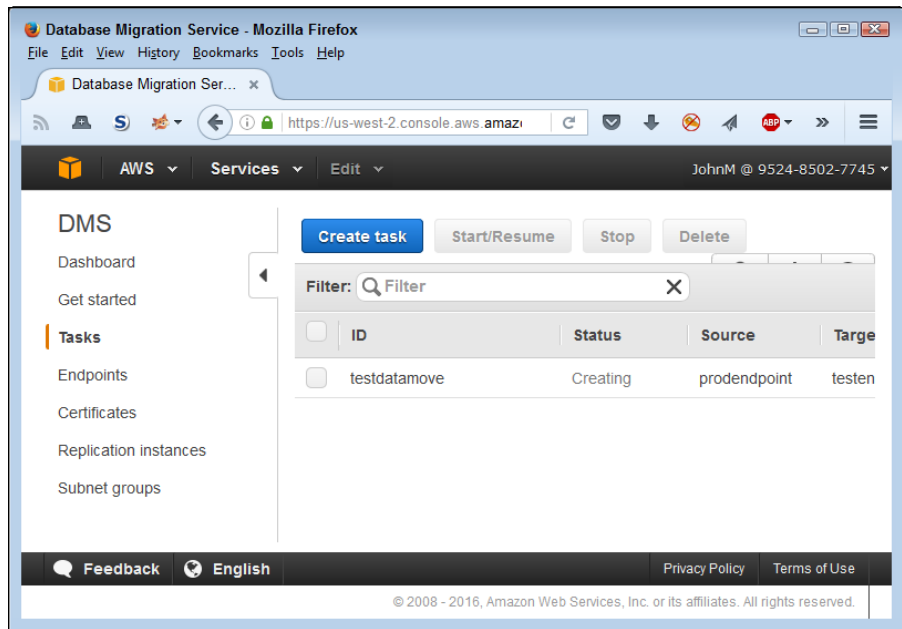 Database Migration Service - Mozilla Firefox
File Edit View History Bookmarks Tools Help
Database Migration Ser... ×
https://us-west-2.console.aws.amaz
ABP
AWS Services Edit JohnM @ 9524-8502-7745
DMS
Dashboard
Get started
Tasks
Endpoints
Certificates
Replication instances
Subnet groups
Create task Start/Resume Stop Delete
Filter: Filter
ID Status Source Targe
testdatamove Creating prodendpoint testen
Feedback English Privacy Policy Terms of Use
© 2008 - 2016, Amazon Web Services, Inc. or its affiliates. All rights reserved.